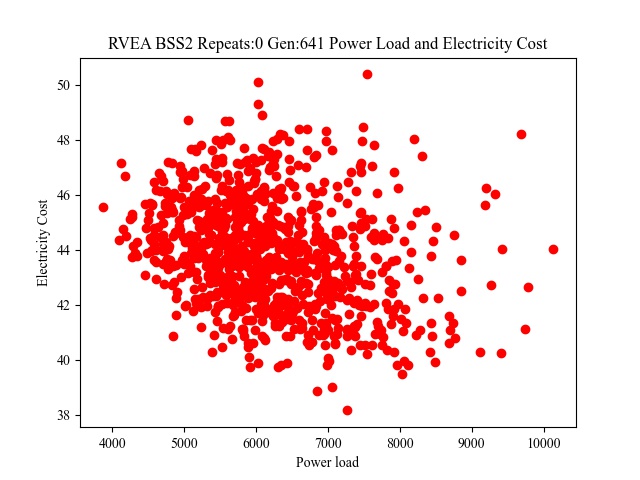 RVEA BSS2 Repeats:0 Gen:641 Power Load and Electricity Cost
50
48
46
44
42
40
38
Electricity Cost
4000 5000 6000 7000 8000 9000 10000
Power load